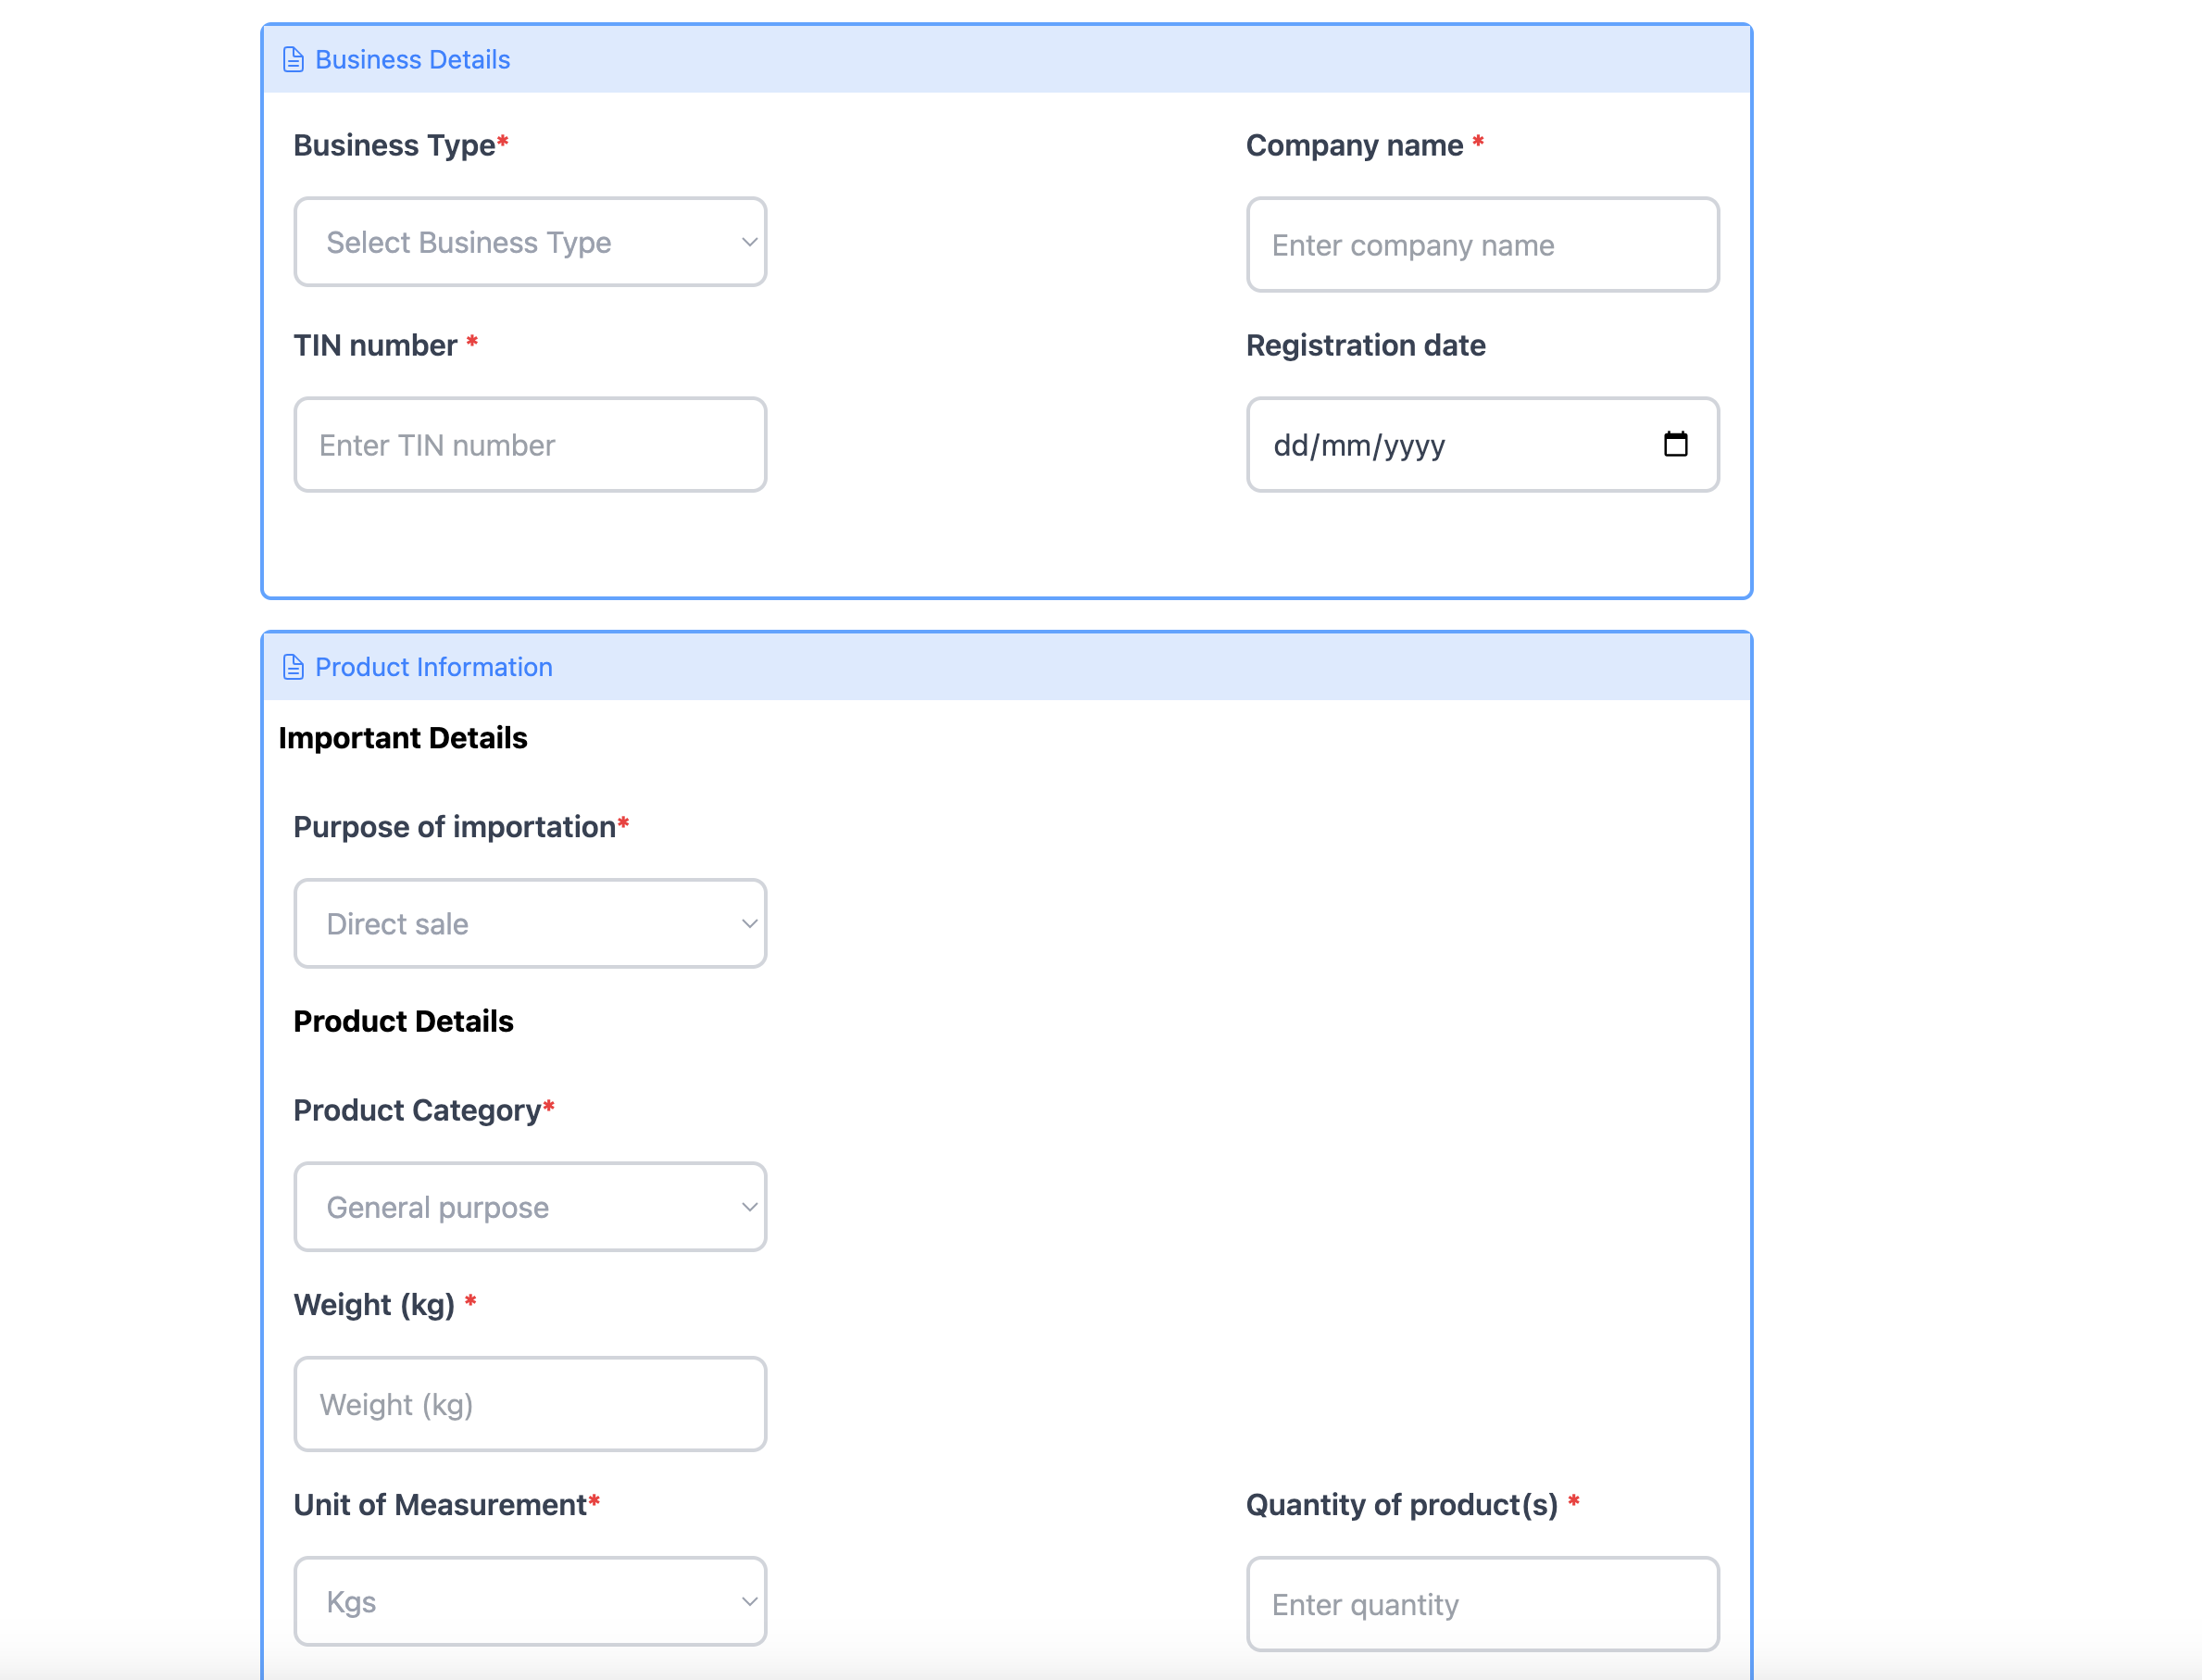 Business Details
Business Type* Company name *
Select Business Type Enter company name
TIN number * Registration date
Enter TIN number dd/mm/yyyy
Product Information
Important Details
Purpose of importation*
Direct sale
Product Details
Product Category*
General purpose
Weight (kg) *
Weight (kg)
Unit of Measurement* Quantity of product(s) *
Kgs Enter quantity